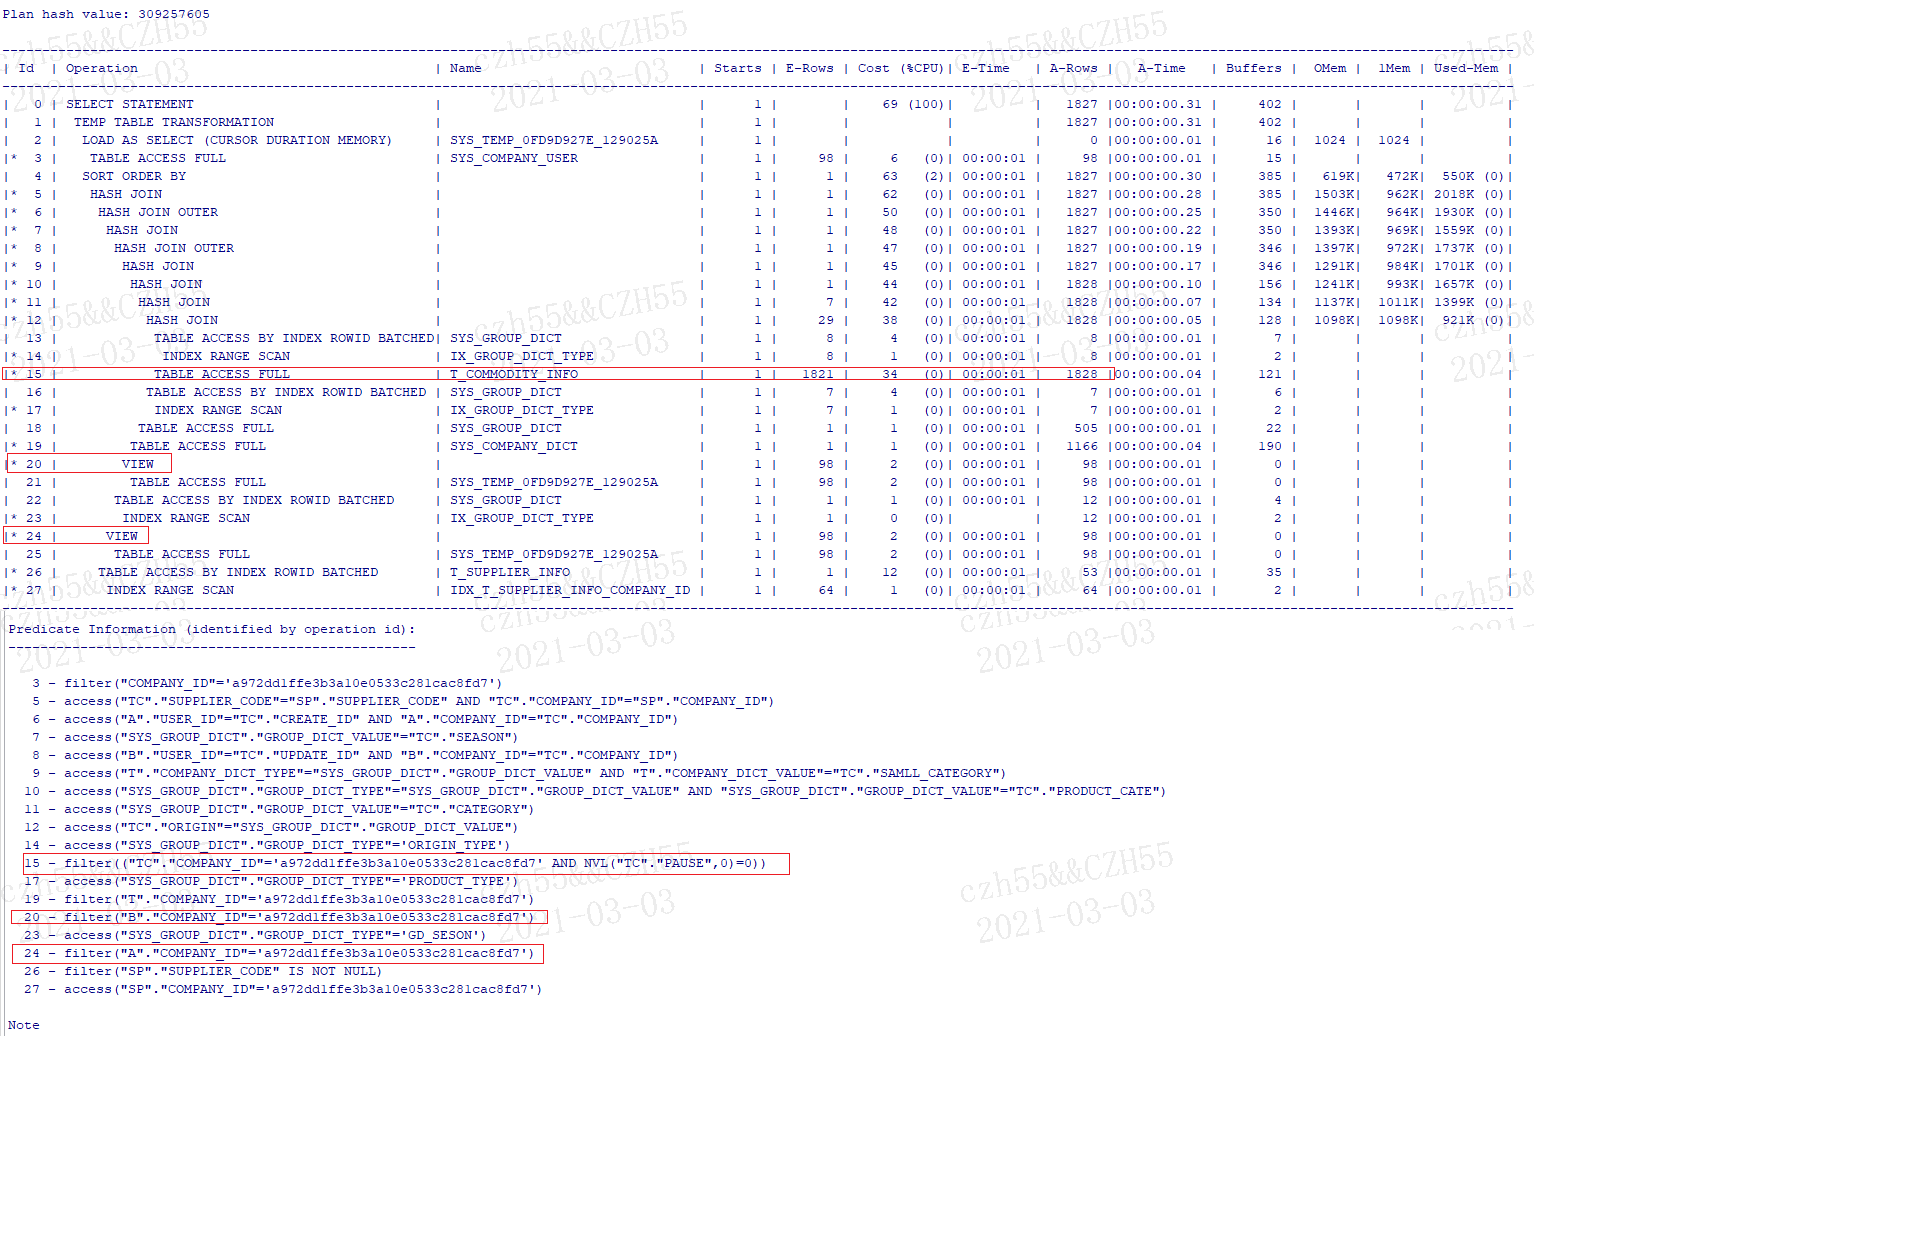 Plan hash value: 309257605
| Id | Operation | Name | Starts | E-Rows | Cost (%CPU)| E-Time | A-Rows | A-Time | Buffers | OMem | 1Mem | Used-Mem |
| 0 | SELECT STATEMENT | | 1 | | 69 (100)| | 1827 |00:00:00.31 | 402 | | | |
| 1 | TEMP TABLE TRANSFORMATION | | 1 | | | | 1827 |00:00:00.31 | 402 | | | |
| 2 | LOAD AS SELECT (CURSOR DURATION MEMORY) | SYS_TEMP_0FD9D927E_129025A | 1 | | | | 0 |00:00:00.01 | 16 | 1024 | 1024 | |
|* 3 | TABLE ACCESS FULL | SYS_COMPANY_USER | 1 | 98 | 6 (0)| 00:00:01 | 98 |00:00:00.01 | 15 | | | |
| 4 | SORT ORDER BY | | 1 | 1 | 63 (2)| 00:00:01 | 1827 |00:00:00.30 | 385 | 619K| 472K| 550K (0)|
|* 5 | HASH JOIN | | 1 | 1 | 62 (0)| 00:00:01 | 1827 |00:00:00.28 | 385 | 1503K| 962K| 2018K (0)|
|* 6 | HASH JOIN OUTER | | 1 | 1 | 50 (0)| 00:00:01 | 1827 |00:00:00.25 | 350 | 1446K| 964K| 1930K (0)|
|* 7 | HASH JOIN | | 1 | 1 | 48 (0)| 00:00:01 | 1827 |00:00:00.22 | 350 | 1393K| 969K| 1559K (0)|
|* 8 | HASH JOIN OUTER | | 1 | 1 | 47 (0)| 00:00:01 | 1827 |00:00:00.19 | 346 | 1397K| 972K| 1737K (0)|
|* 9 | HASH JOIN | | 1 | 1 | 45 (0)| 00:00:01 | 1827 |00:00:00.17 | 346 | 1291K| 984K| 1701K (0)|
|* 10 | HASH JOIN | | 1 | 1 | 44 (0)| 00:00:01 | 1828 |00:00:00.10 | 156 | 1241K| 993K| 1657K (0)|
|* 11 | HASH JOIN | | 1 | 7 | 42 (0)| 00:00:01 | 1828 |00:00:00.07 | 134 | 1137K| 1011K| 1399K (0)|
|* 12 | HASH JOIN | | 1 | 29 | 38 (0)| 00:00:01 | 1828 |00:00:00.05 | 128 | 1098K| 1098K| 921K (0)|
| 13 | TABLE ACCESS BY INDEX ROWID BATCHED| SYS_GROUP_DICT | 1 | 8 | 4 (0)| 00:00:01 | 8 |00:00:00.01 | 7 | | | |
|* 14 | INDEX RANGE SCAN | IX_GROUP_DICT_TYPE | 1 | 8 | 1 (0)| 00:00:01 | 8 |00:00:00.01 | 2 | | | |
|* 15 | TABLE ACCESS FULL | T_COMMODITY_INFO | 1 | 1821 | 34 (0)| 00:00:01 | 1828 |00:00:00.04 | 121 | | | |
| 16 | TABLE ACCESS BY INDEX ROWID BATCHED | SYS_GROUP_DICT | 1 | 7 | 4 (0)| 00:00:01 | 7 |00:00:00.01 | 6 | | | |
|* 17 | INDEX RANGE SCAN | IX_GROUP_DICT_TYPE | 1 | 7 | 1 (0)| 00:00:01 | 7 |00:00:00.01 | 2 | | | |
| 18 | TABLE ACCESS FULL | SYS_GROUP_DICT | 1 | 1 | 1 (0)| 00:00:01 | 505 |00:00:00.01 | 22 | | | |
|* 19 | TABLE ACCESS FULL | SYS_COMPANY_DICT | 1 | 1 | 1 (0)| 00:00:01 | 1166 |00:00:00.04 | 190 | | | |
|* 20 | VIEW | | 1 | 98 | 2 (0)| 00:00:01 | 98 |00:00:00.01 | 0 | | | |
| 21 | TABLE ACCESS FULL | SYS_TEMP_0FD9D927E_129025A | 1 | 98 | 2 (0)| 00:00:01 | 98 |00:00:00.01 | 0 | | | |
| 22 | TABLE ACCESS BY INDEX ROWID BATCHED | SYS_GROUP_DICT | 1 | 1 | 1 (0)| 00:00:01 | 12 |00:00:00.01 | 4 | | | |
|* 23 | INDEX RANGE SCAN | IX_GROUP_DICT_TYPE | 1 | 1 | 0 (0)| | 12 |00:00:00.01 | 2 | | | |
|* 24 | VIEW | | 1 | 98 | 2 (0)| 00:00:01 | 98 |00:00:00.01 | 0 | | | |
| 25 | TABLE ACCESS FULL | SYS_TEMP_0FD9D927E_129025A | 1 | 98 | 2 (0)| 00:00:01 | 98 |00:00:00.01 | 0 | | | |
|* 26 | TABLE ACCESS BY INDEX ROWID BATCHED | T_SUPPLIER_INFO | 1 | 1 | 12 (0)| 00:00:01 | 53 |00:00:00.01 | 35 | | | |
|* 27 | INDEX RANGE SCAN | IDX_T_SUPPLIER_INFO_COMPANY_ID | 1 | 64 | 1 (0)| 00:00:01 | 64 |00:00:00.01 | 2 | | | |
Predicate Information (identified by operation id):
3 - filter("COMPANY_ID"='a972dd1ffe3b3a10e0533c281cac8fd7')
5 - access("TC"."SUPPLIER_CODE"="SP"."SUPPLIER_CODE" AND "TC"."COMPANY_ID"="SP"."COMPANY_ID")
6 - access("A"."USER_ID"="TC"."CREATE_ID" AND "A"."COMPANY_ID"="TC"."COMPANY_ID")
7 - access("SYS_GROUP_DICT"."GROUP_DICT_VALUE"="TC"."SEASON")
8 - access("B"."USER_ID"="TC"."UPDATE_ID" AND "B"."COMPANY_ID"="TC"."COMPANY_ID")
9 - access("T"."COMPANY_DICT_TYPE"="SYS_GROUP_DICT"."GROUP_DICT_VALUE" AND "T"."COMPANY_DICT_VALUE"="TC"."SAMLL_CATEGORY")
10 - access("SYS_GROUP_DICT"."GROUP_DICT_TYPE"="SYS_GROUP_DICT"."GROUP_DICT_VALUE" AND "SYS_GROUP_DICT"."GROUP_DICT_VALUE"="TC"."PRODUCT_CATE")
11 - access("SYS_GROUP_DICT"."GROUP_DICT_VALUE"="TC"."CATEGORY")
12 - access("TC"."ORIGIN"="SYS_GROUP_DICT"."GROUP_DICT_VALUE")
14 - access("SYS_GROUP_DICT"."GROUP_DICT_TYPE"='ORIGIN_TYPE')
15 - filter(("TC"."COMPANY_ID"='a972dd1ffe3b3a10e0533c281cac8fd7' AND NVL("TC"."PAUSE",0)=0))
17 - access("SYS_GROUP_DICT"."GROUP_DICT_TYPE"='PRODUCT_TYPE')
19 - filter("T"."COMPANY_ID"='a972dd1ffe3b3a10e0533c281cac8fd7')
20 - filter("B"."COMPANY_ID"='a972dd1ffe3b3a10e0533c281cac8fd7')
23 - access("SYS_GROUP_DICT"."GROUP_DICT_TYPE"='GD_SESON')
24 - filter("A"."COMPANY_ID"='a972dd1ffe3b3a10e0533c281cac8fd7')
26 - filter("SP"."SUPPLIER_CODE" IS NOT NULL)
27 - access("SP"."COMPANY_ID"='a972dd1ffe3b3a10e0533c281cac8fd7')
Note